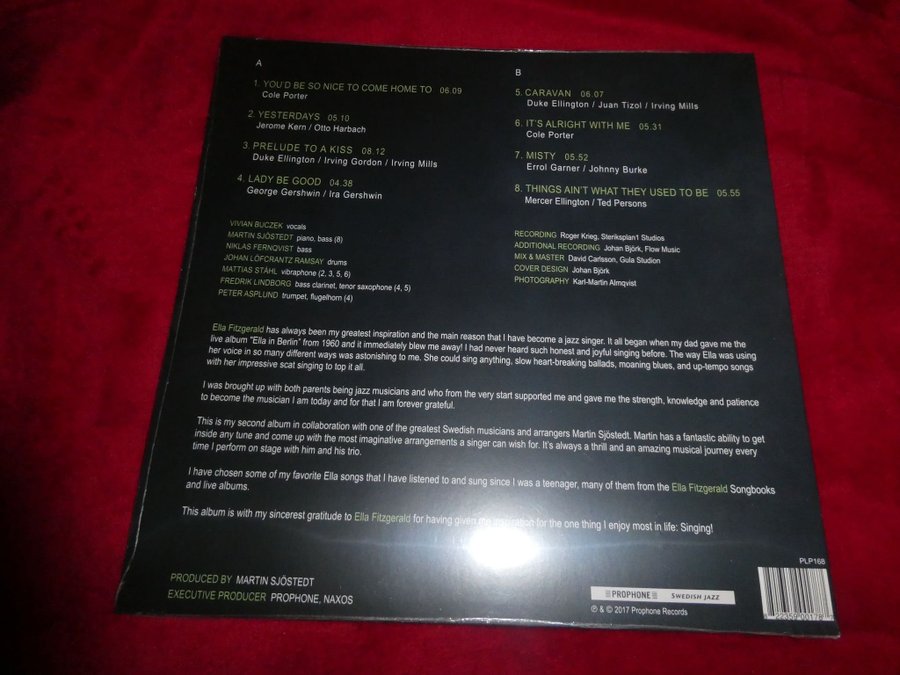 A
1. YOU'D BE SO NICE TO COME HOME TO 06.09
Cole Porter
2. YESTERDAYS 05.10
Jerome Kern / Otto Harbach
3. PRELUDE TO A KISS 08.12
Duke Ellington / Irving Gordon / Irving Mills
4. LADY BE GOOD 04.38
George Gershwin / Ira Gershwin
B
5. CARAVAN 06.07
Duke Ellington / Juan Tizol / Irving Mills
6. IT'S ALRIGHT WITH ME 05.31
Cole Porter
7. MISTY 05.52
Errol Garner / Johnny Burke
8. THINGS AIN'T WHAT THEY USED TO BE 05.55
Mercer Ellington / Ted Persons
VIVIAN BUCZEK vocals
MARTIN SJÖSTEDT piano, bass (8)
NIKLAS FERNQVIST bass
JOHAN LÖFCRANTZ RAMSAY drums
MATTIAS STÅHL vibraphone (2, 3, 5, 6)
FREDRIK LINDBORG bass clarinet, tenor saxophone (4, 5)
PETER ASPLUND trumpet, flugelhorn (4)
RECORDING Roger Krieg, Steriksplan1 Studios
ADDITIONAL RECORDING Johan Björk, Flow Music
MIX & MASTER David Carlsson, Gula Studion
COVER DESIGN Johan Björk
PHOTOGRAPHY Karl-Martin Almqvist
Ella Fitzgerald has always been my greatest inspiration and the main reason that I have become a jazz singer. It all began when my dad gave me the
live album "Ella in Berlin" from 1960 and it immediately blew me away! I had never heard such honest and joyful singing before. The way Ella was using
her voice in so many different ways was astonishing to me. She could sing anything, slow heart-breaking ballads, moaning blues, and up-tempo songs
with her impressive scat singing to top it all.
I was brought up with both parents being jazz musicians and who from the very start supported me and gave me the strength, knowledge and patience
to become the musician I am today and for that I am forever grateful.
This is my second album in collaboration with one of the greatest Swedish musicians and arrangers Martin Sjöstedt. Martin has a fantastic ability to get
inside any tune and come up with the most imaginative arrangements a singer can wish for. It's always a thrill and an amazing musical journey every
time I perform on stage with him and his trio.
I have chosen some of my favorite Ella songs that I have listened to and sung since I was a teenager, many of them from the Ella Fitzgerald Songbooks
and live albums.
This album is with my sincerest gratitude to Ella Fitzgerald for having given me inspiration for the one thing I enjoy most in life: Singing!
PRODUCED BY MARTIN SJÖSTEDT
EXECUTIVE PRODUCER PROPHONE, NAXOS
PROPHONE SWEDISH JAZZ
℗ & © 2017 Prophone Records
PLP168